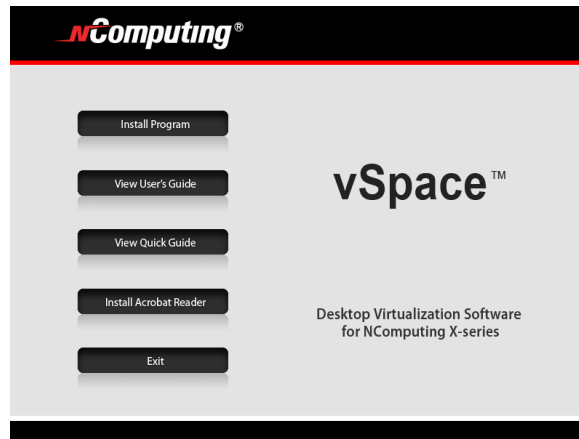 NComputing®
Install Program
View User's Guide
vSpace™
View Quick Guide
Install Acrobat Reader
Desktop Virtualization Software
for NComputing X-series
Exit